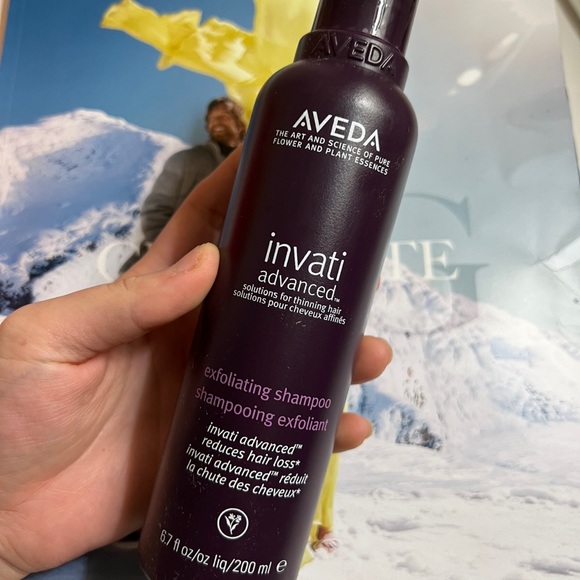 AVEDA
AVEDA
THE ART AND SCIENCE OF PURE
FLOWER AND PLANT ESSENCES
invati
advanced™
solutions for thinning hair
solutions pour cheveux affinés
exfoliating shampoo
shampooing exfoliant
invati advanced™
reduces hair loss*
invati advanced™ réduit
la chute des cheveux*
6.7 fl oz/oz liq/200 ml e